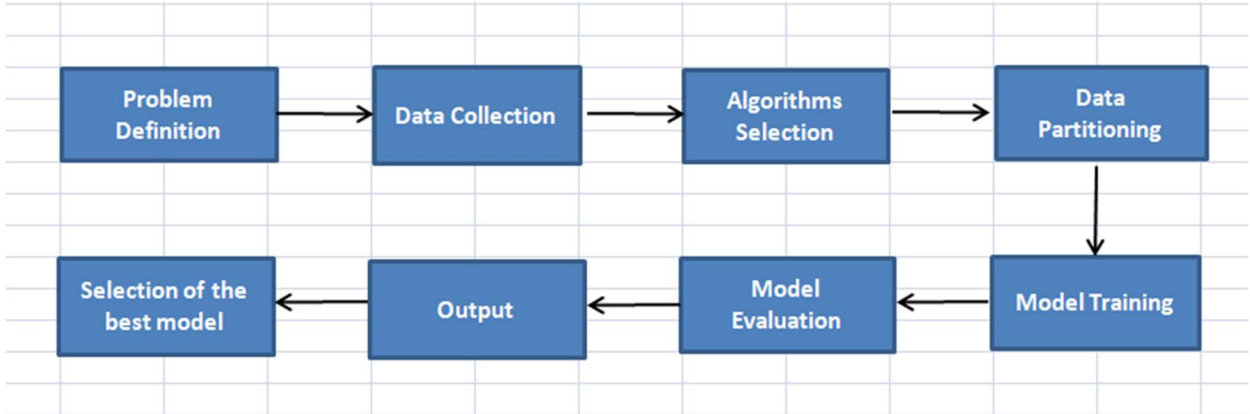 Problem
Definition
Data Collection
Algorithms
Selection
Data
Partitioning
Model Training
Model
Evaluation
Output
Selection of the
best model